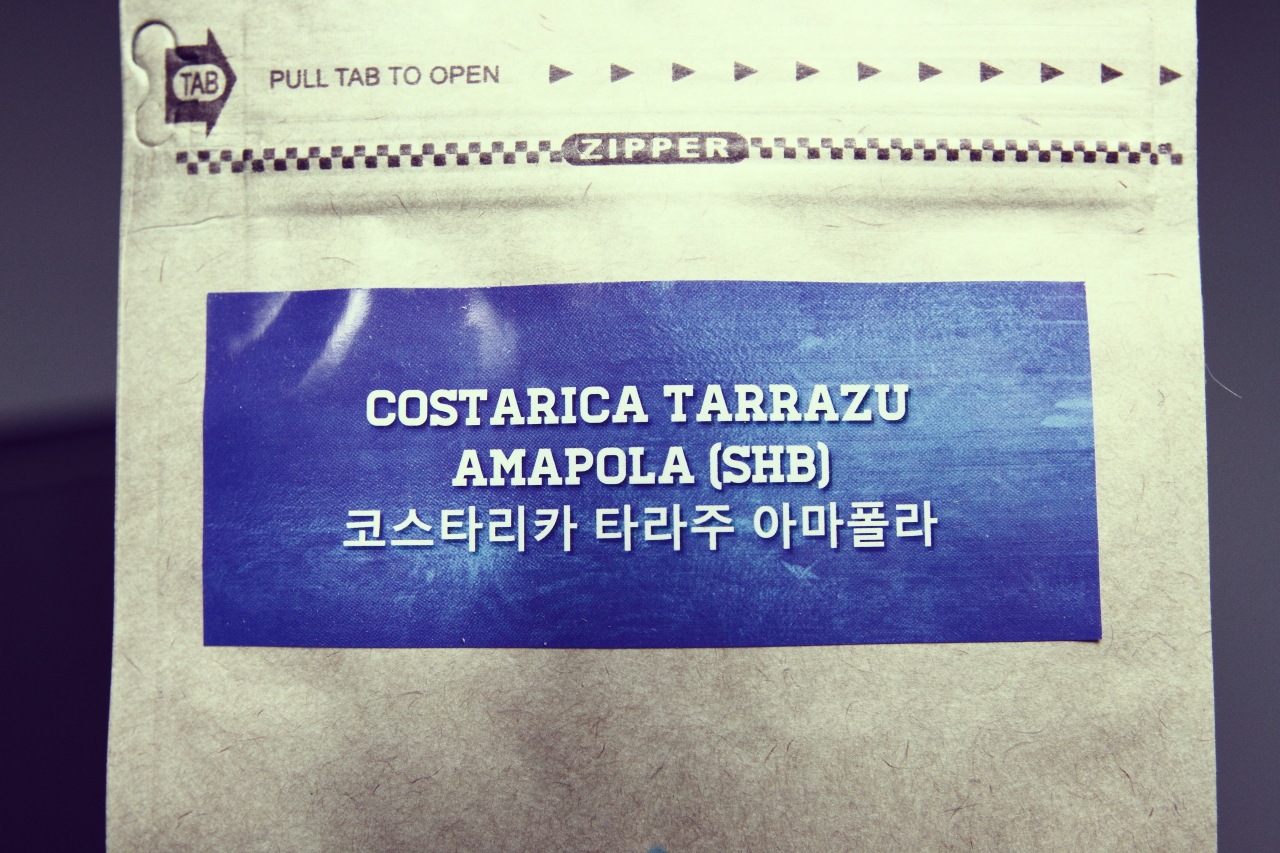 TAB PULL TAB TO OPEN
ZIPPER
COSTARICA TARRAZU
AMAPOLA (SHB)
코스타리카 타라주 아마폴라